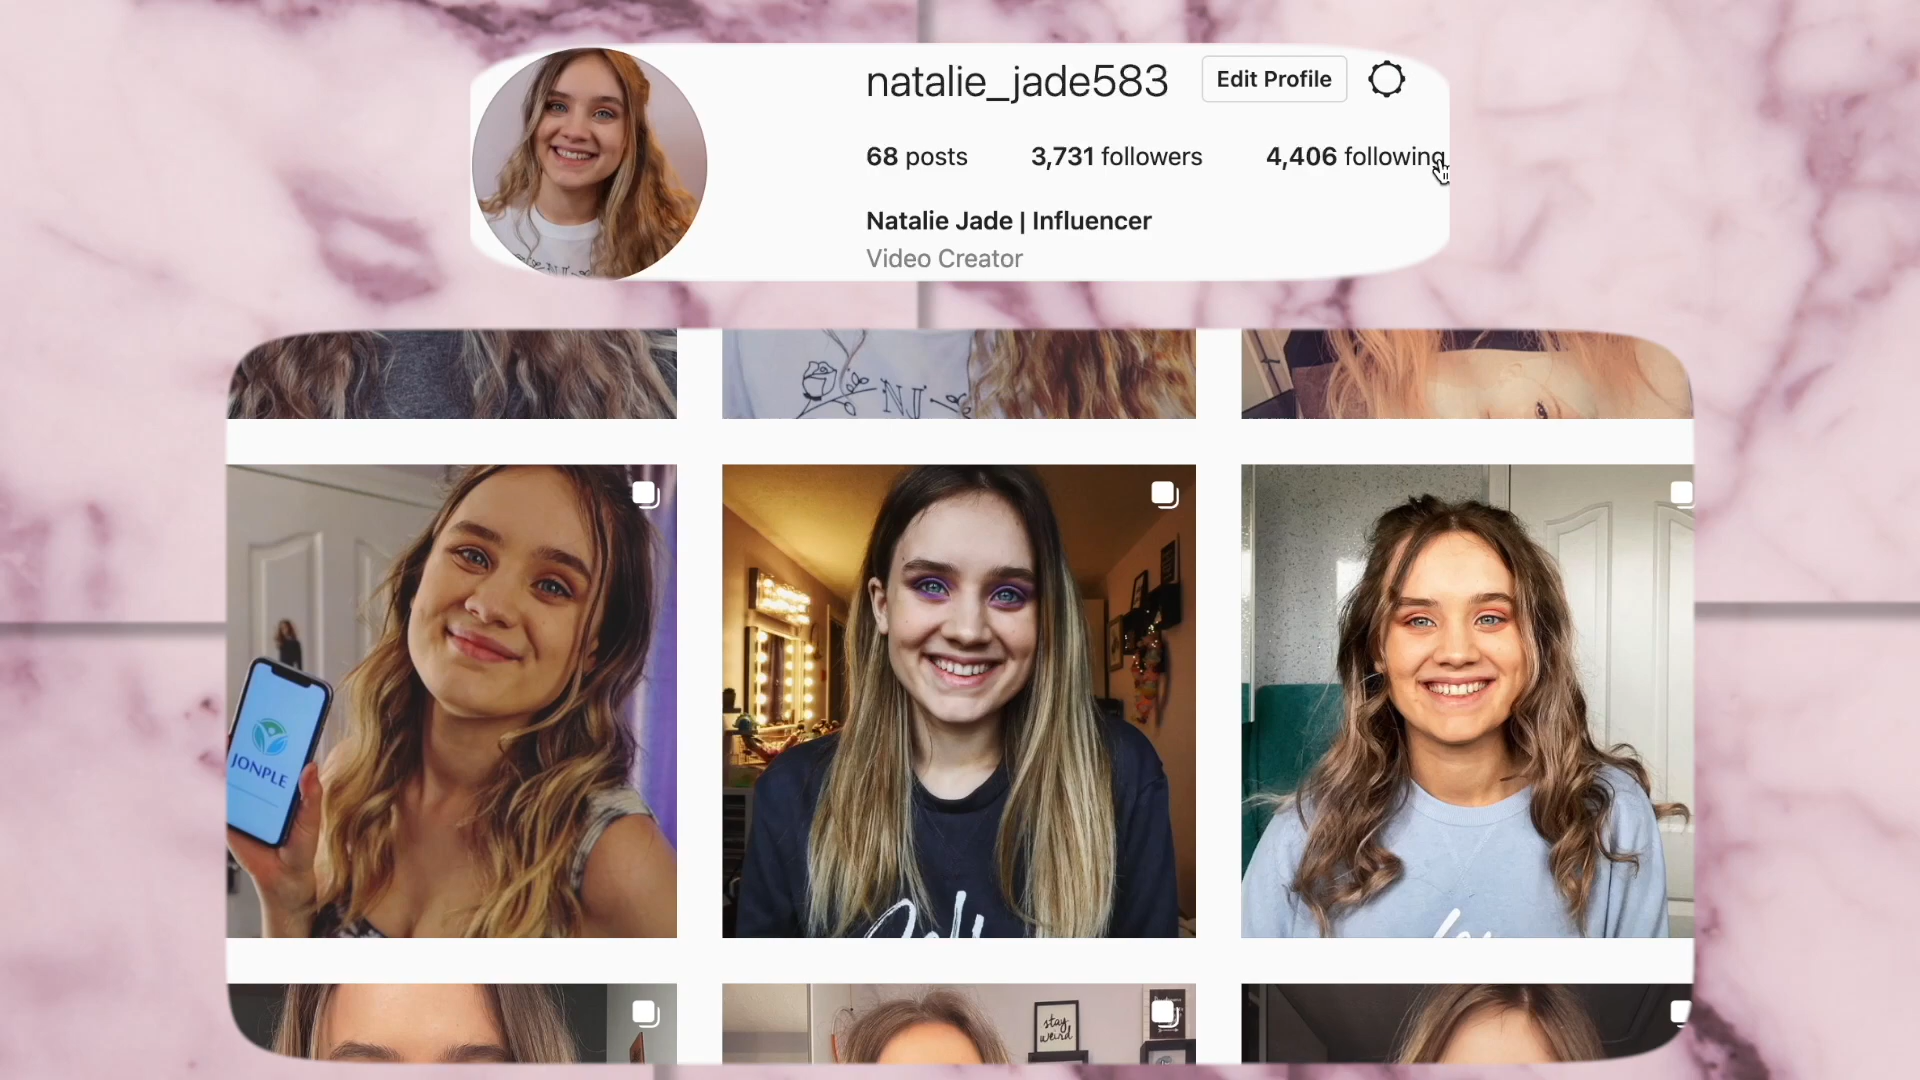 natalie_jade583 Edit Profile
68 posts 3,731 followers 4,406 following
Natalie Jade | Influencer
Video Creator
NJ
JONPLE
stay
weird